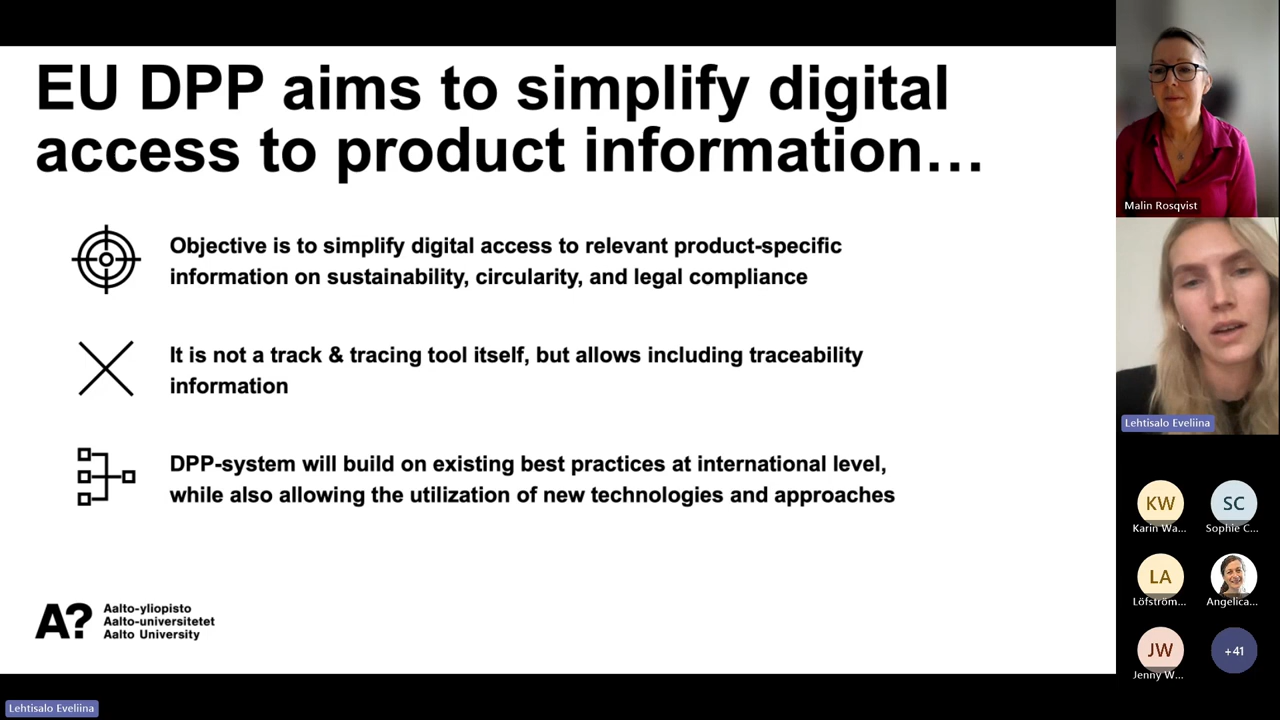 EU DPP aims to simplify digital
access to product information...
Objective is to simplify digital access to relevant product-specific
information on sustainability, circularity, and legal compliance
It is not a track & tracing tool itself, but allows including traceability
information
DPP-system will build on existing best practices at international level,
while also allowing the utilization of new technologies and approaches
A?
Aalto-yliopisto
Aalto-universitetet
Aalto University
Lehtisalo Eveliina
Malin Rosqvist
Lehtisalo Eveliina
KW
SC
Karin Wa...
Sophie C...
LA
Löfström...
Angelica...
JW
+41
Jenny W...